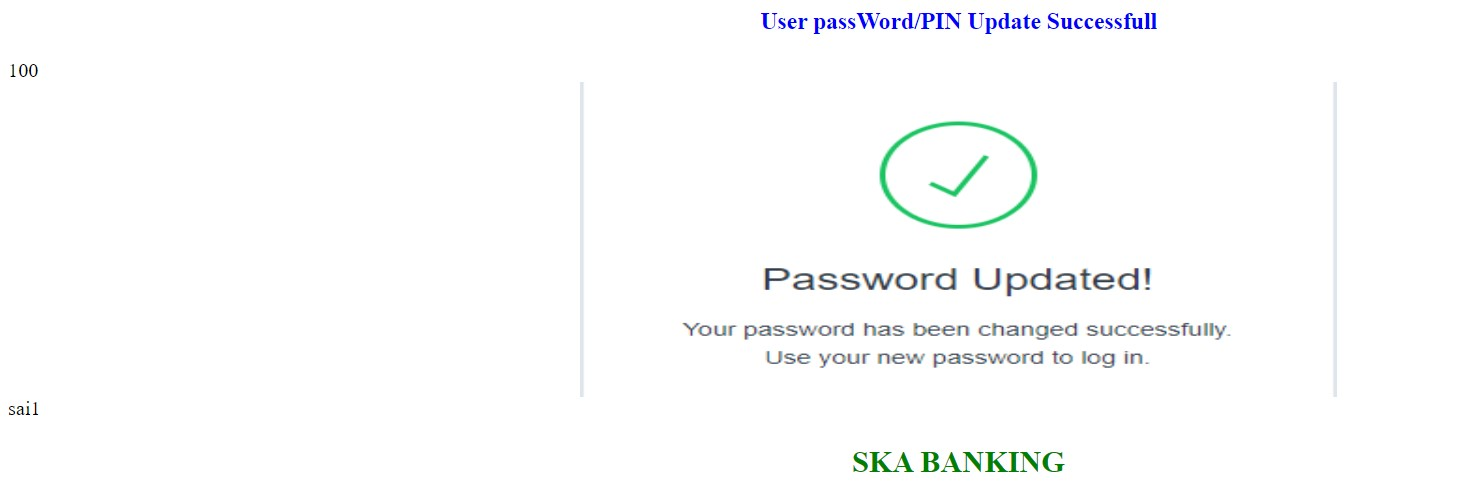 User passWord/PIN Update Successfull
100
Password Updated!
Your password has been changed successfully.
Use your new password to log in.
sai1
SKA BANKING